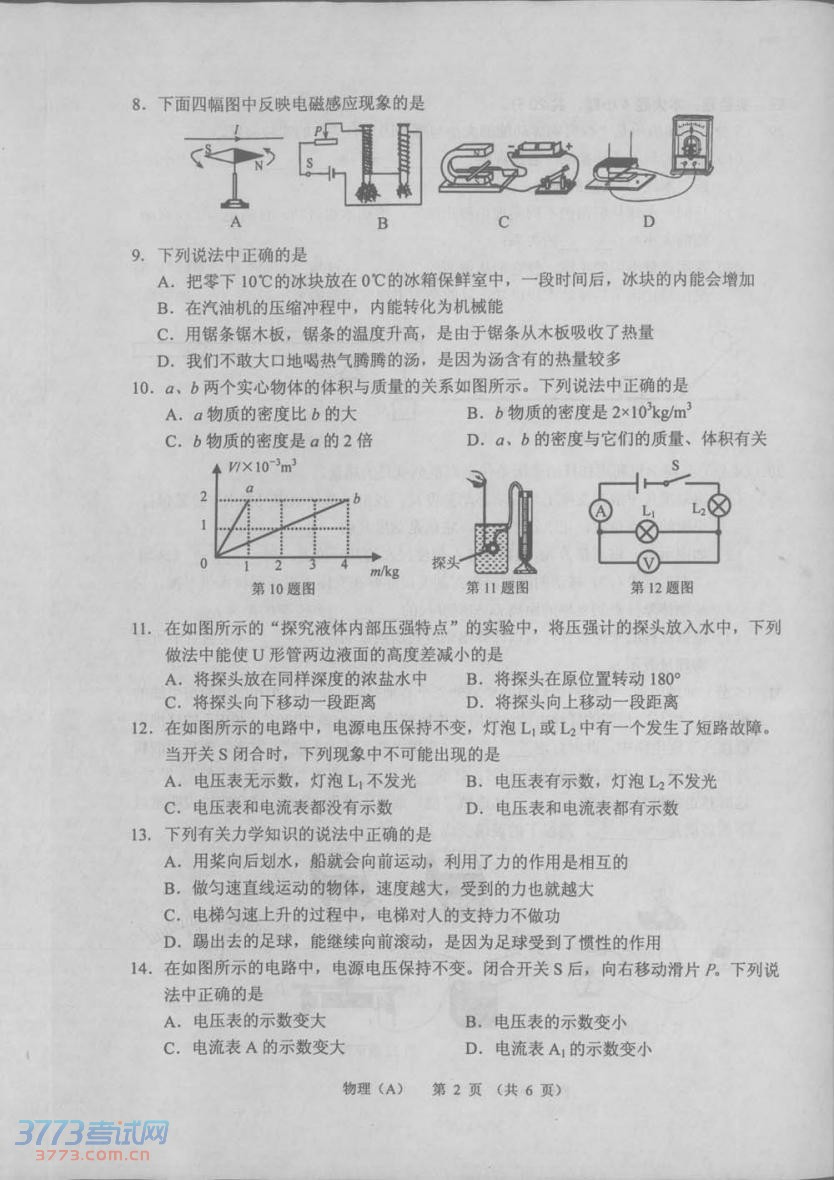 8．下面四幅图中反映电磁感应现象的是
I
S
N
P
S
N
A
B
C
D
9．下列说法中正确的是
A．把零下 10℃的冰块放在 0℃的冰箱保鲜室中，一段时间后，冰块的内能会增加
B．在汽油机的压缩冲程中，内能转化为机械能
C．用锯条锯木板，锯条的温度升高，是由于锯条从木板吸收了热量
D．我们不敢大口地喝热气腾腾的汤，是因为汤含有的热量较多
10．a、b 两个实心物体的体积与质量的关系如图所示。下列说法中正确的是
A．a 物质的密度比 b 的大
B．b 物质的密度是 2×10³kg/m³
C．b 物质的密度是 a 的 2 倍
D．a、b 的密度与它们的质量、体积有关
V/×10⁻³m³
a
b
2
1
0
1 2 3 4
m/kg
第 10 题图
探头
第 11 题图
S
A
L₁
L₂
V
第 12 题图
11．在如图所示的“探究液体内部压强特点”的实验中，将压强计的探头放入水中，下列
做法中能使 U 形管两边液面的高度差减小的是
A．将探头放在同样深度的浓盐水中
B．将探头在原位置转动 180°
C．将探头向下移动一段距离
D．将探头向上移动一段距离
12．在如图所示的电路中，电源电压保持不变，灯泡 L₁ 或 L₂ 中有一个发生了短路故障。
当开关 S 闭合时，下列现象中不可能出现的是
A．电压表无示数，灯泡 L₁ 不发光
B．电压表有示数，灯泡 L₂ 不发光
C．电压表和电流表都没有示数
D．电压表和电流表都有示数
13．下列有关力学知识的说法中正确的是
A．用桨向后划水，船就会向前运动，利用了力的作用是相互的
B．做匀速直线运动的物体，速度越大，受到的力也就越大
C．电梯匀速上升的过程中，电梯对人的支持力不做功
D．踢出去的足球，能继续向前滚动，是因为足球受到了惯性的作用
14．在如图所示的电路中，电源电压保持不变。闭合开关 S 后，向右移动滑片 P。下列说
法中正确的是
A．电压表的示数变大
B．电压表的示数变小
C．电流表 A 的示数变大
D．电流表 A₁ 的示数变小
物理（A） 第 2 页 （共 6 页）
3773考试网
3773.com.cn